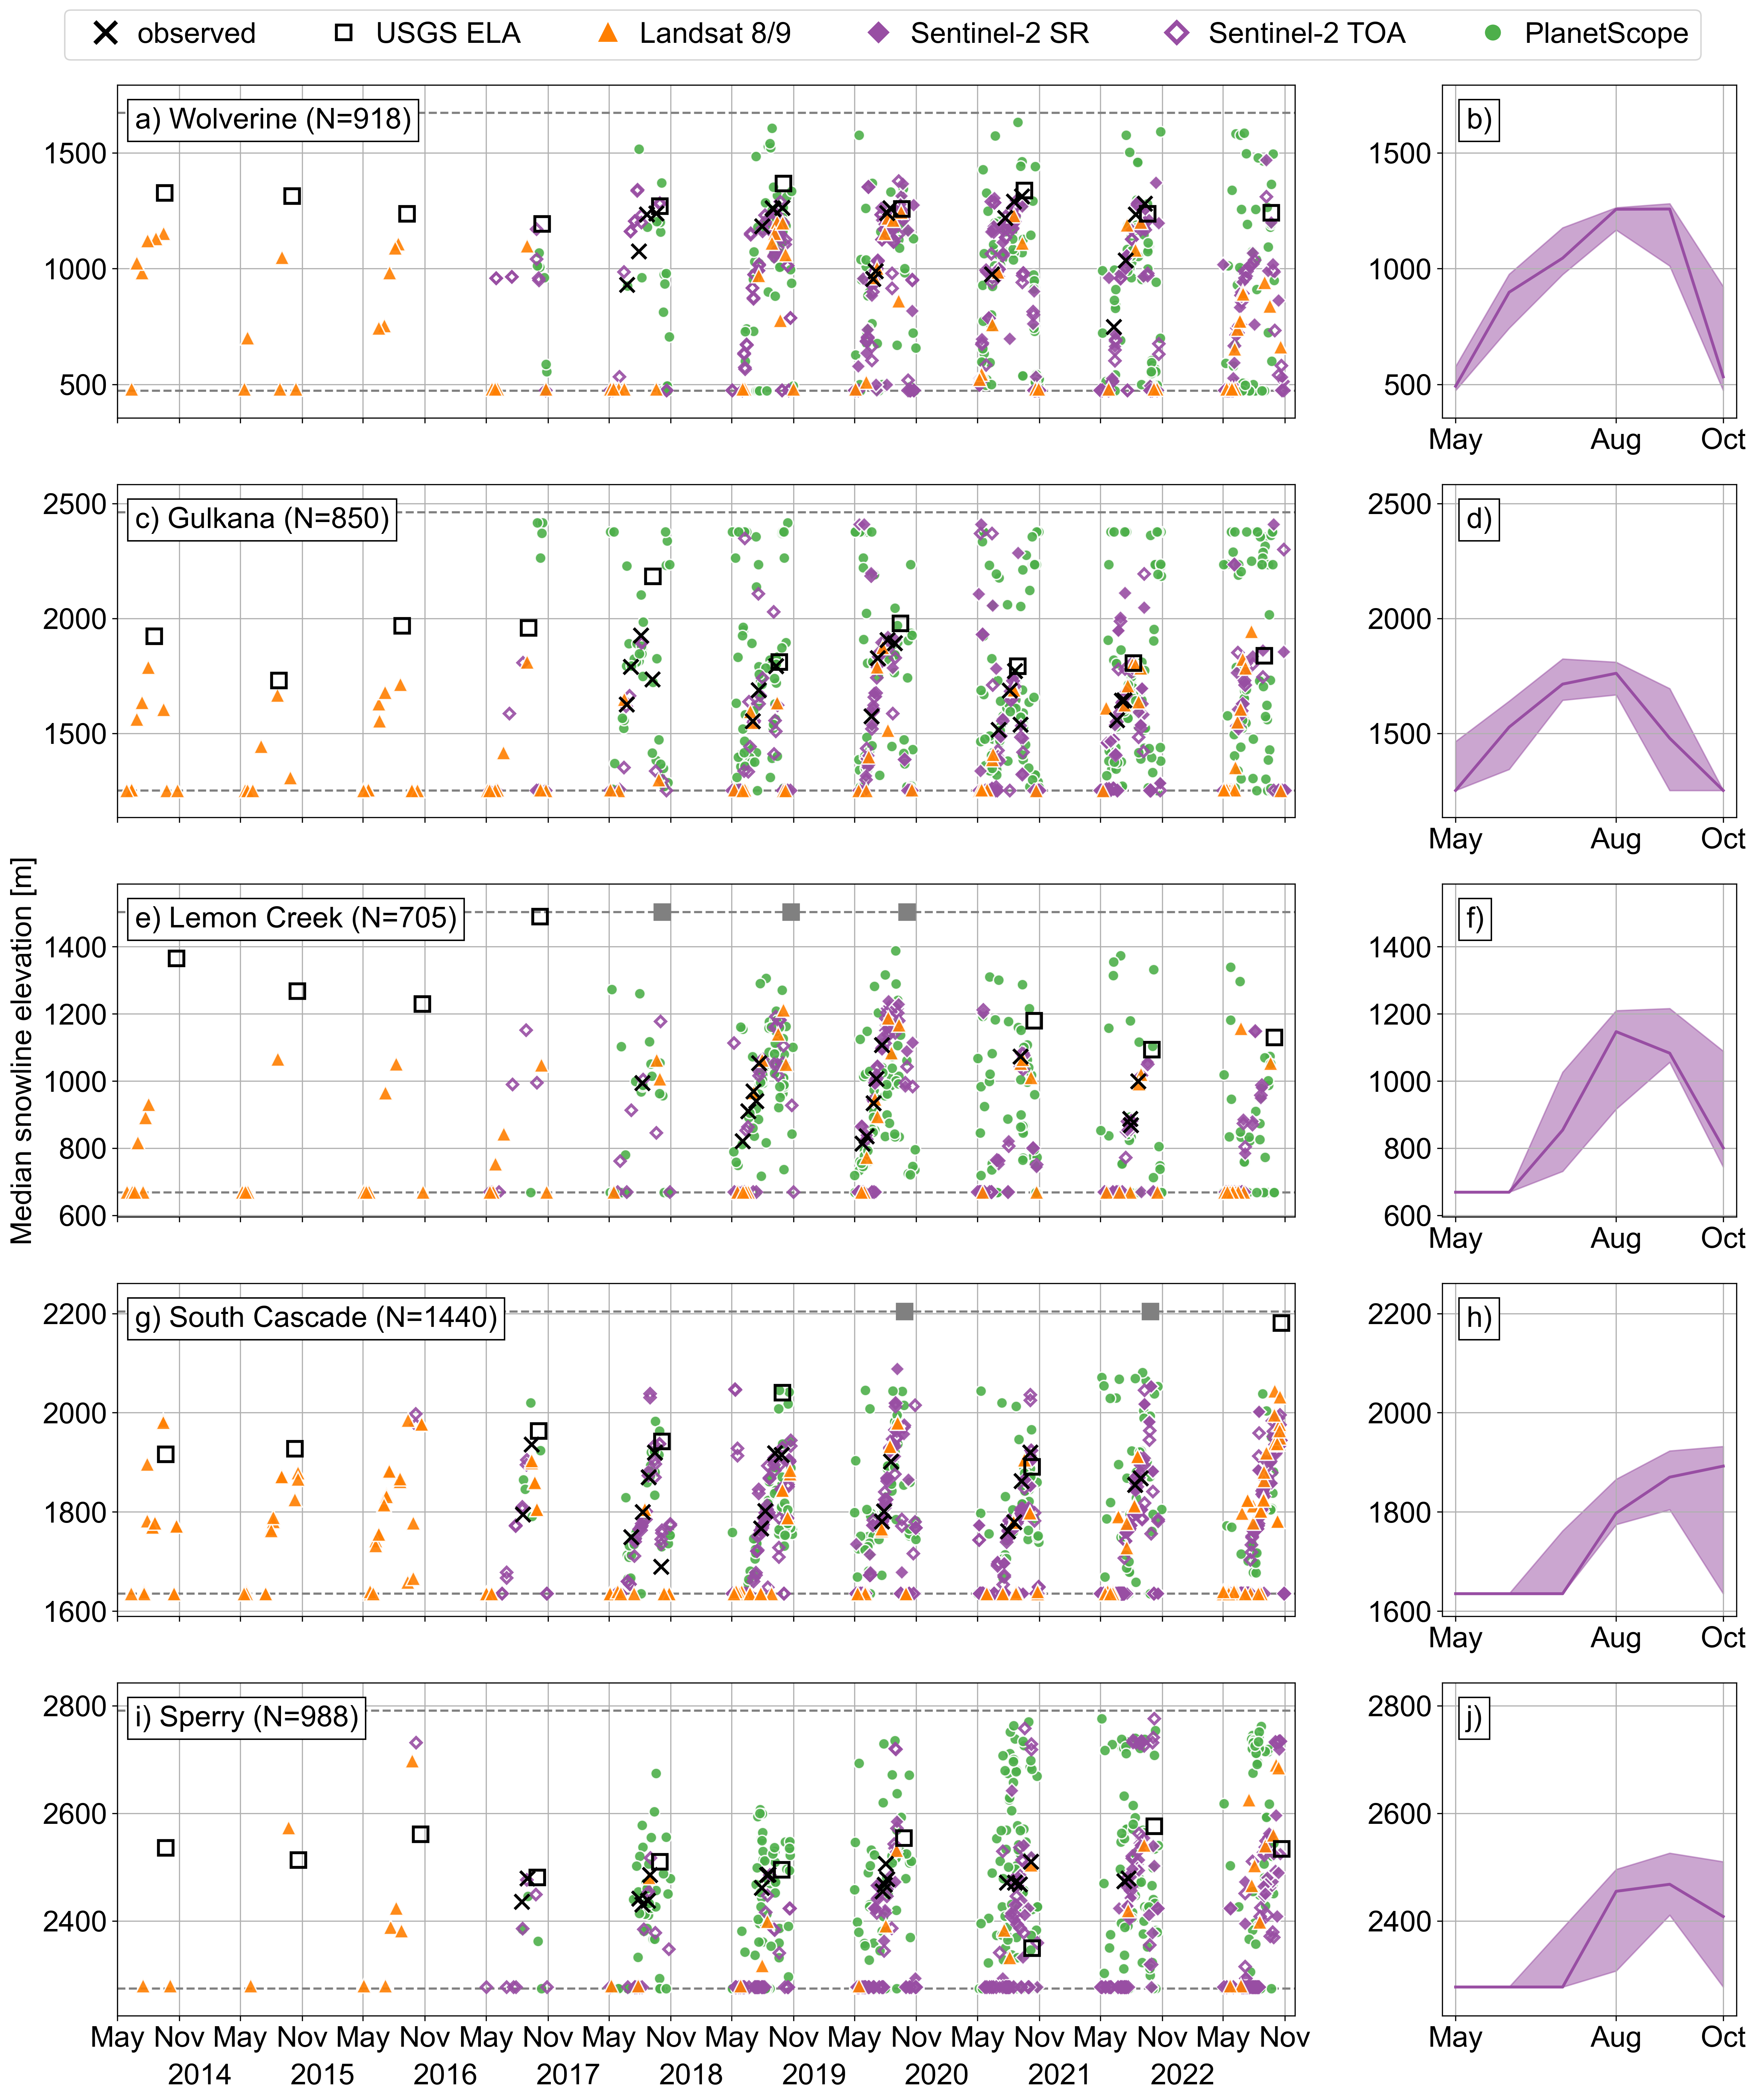 observed USGS ELA Landsat 8/9 Sentinel-2 SR Sentinel-2 TOA PlanetScope
a) Wolverine (N=918)
1500
1000
500
b)
1500
1000
500
May Aug Oct
c) Gulkana (N=850)
2500
2000
1500
d)
2500
2000
1500
May Aug Oct
Median snowline elevation [m]
e) Lemon Creek (N=705)
1400
1200
1000
800
600
f)
1400
1200
1000
800
600
May Aug Oct
g) South Cascade (N=1440)
2200
2000
1800
1600
h)
2200
2000
1800
1600
May Aug Oct
i) Sperry (N=988)
2800
2600
2400
May Nov May Nov May Nov May Nov May Nov May Nov May Nov May Nov May Nov May Nov
2014 2015 2016 2017 2018 2019 2020 2021 2022
j)
2800
2600
2400
May Aug Oct